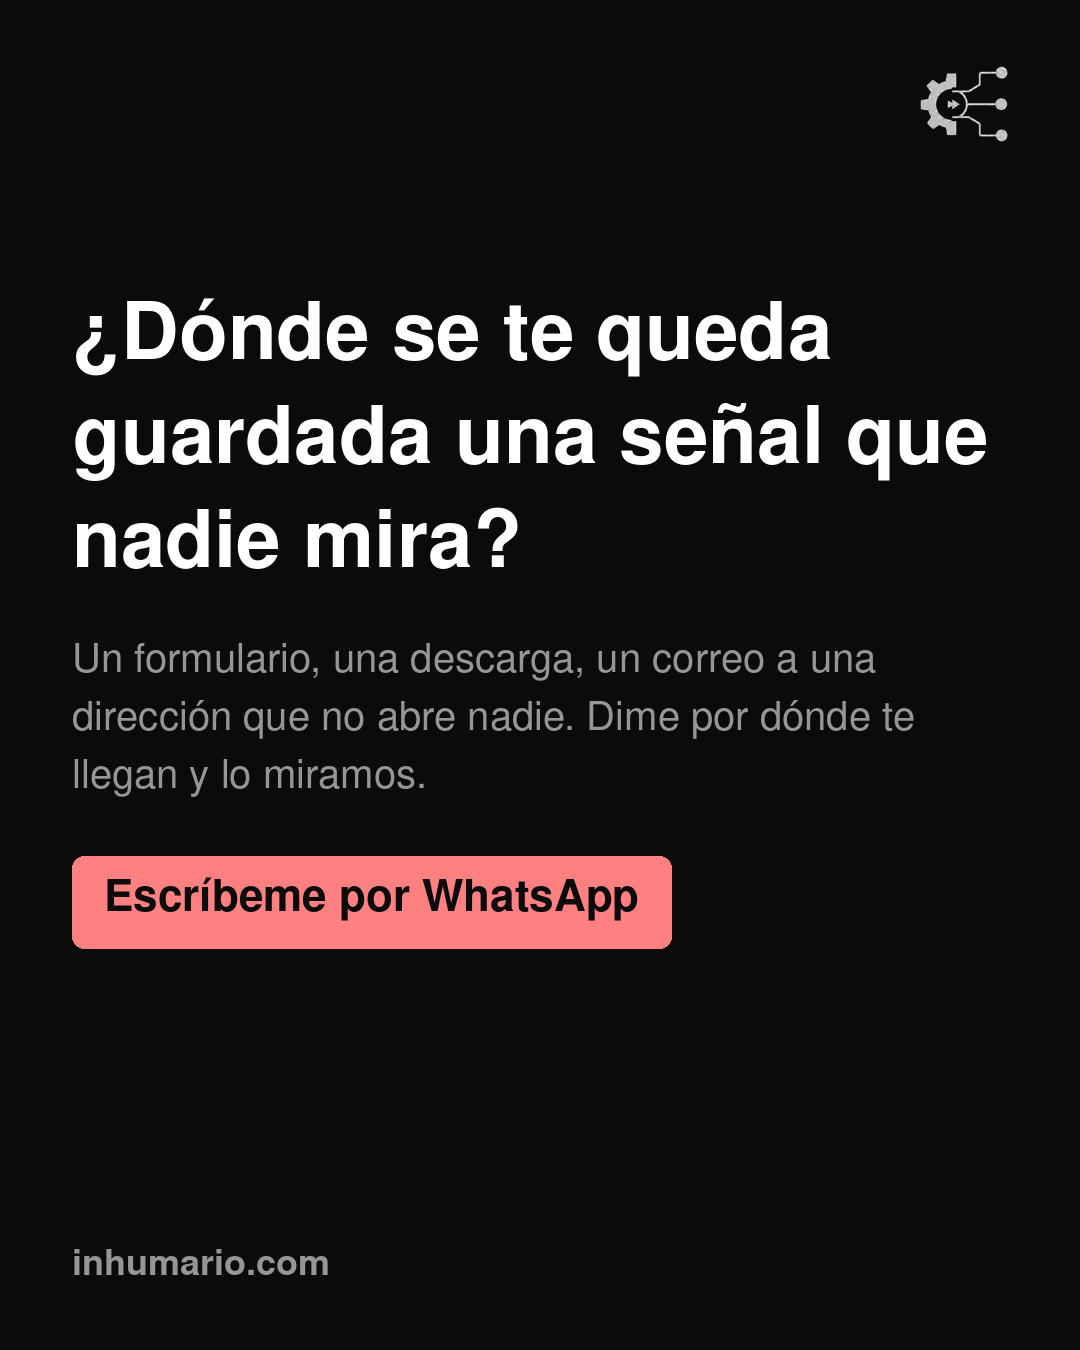 ¿Dónde se te queda
guardada una señal que
nadie mira?
Un formulario, una descarga, un correo a una
dirección que no abre nadie. Dime por dónde te
llegan y lo miramos.
Escríbeme por WhatsApp
inhumario.com